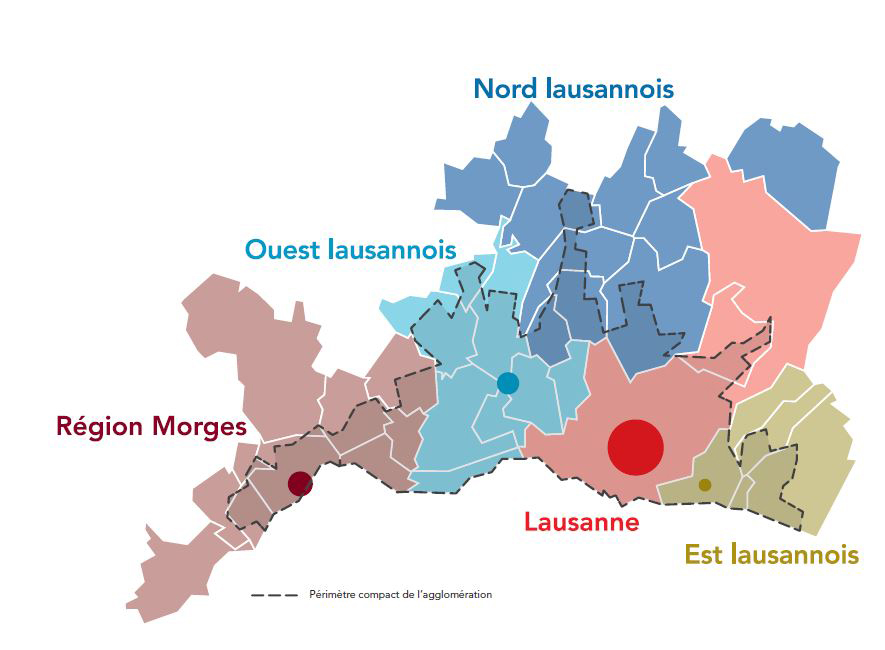 Nord lausannois
Ouest lausannois
Région Morges
Lausanne
Est lausannois
Périmètre compact de l'agglomération